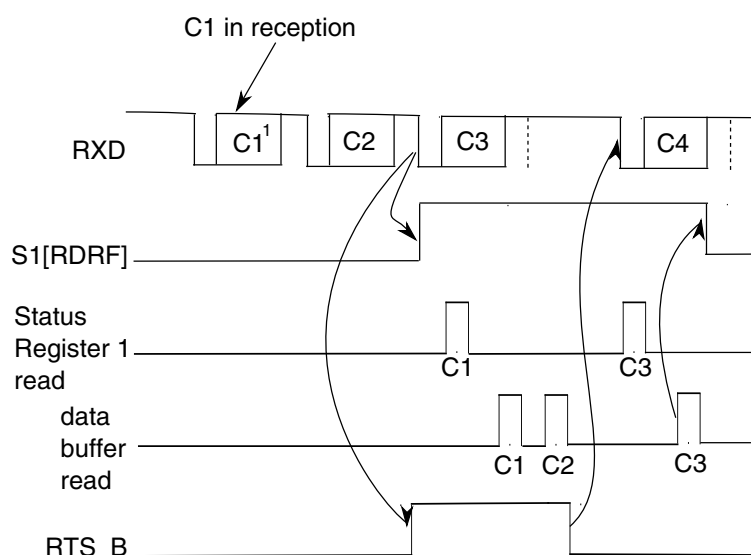 C1 in reception
RXD
C1¹
C2
C3
C4
S1[RDRF]
Status
Register 1
read
C1
C3
data
buffer
read
C1
C2
C3
RTS_B